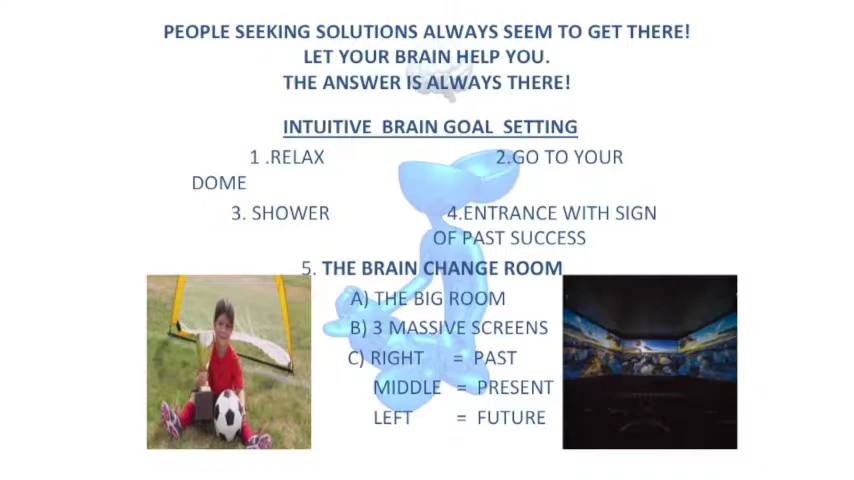 PEOPLE SEEKING SOLUTIONS ALWAYS SEEM TO GET THERE!
LET YOUR BRAIN HELP YOU.
THE ANSWER IS ALWAYS THERE!
INTUITIVE BRAIN GOAL SETTING
1 .RELAX 2.GO TO YOUR
DOME
3. SHOWER 4.ENTRANCE WITH SIGN
OF PAST SUCCESS
5. THE BRAIN CHANGE ROOM
A) THE BIG ROOM
B) 3 MASSIVE SCREENS
C) RIGHT = PAST
MIDDLE = PRESENT
LEFT = FUTURE